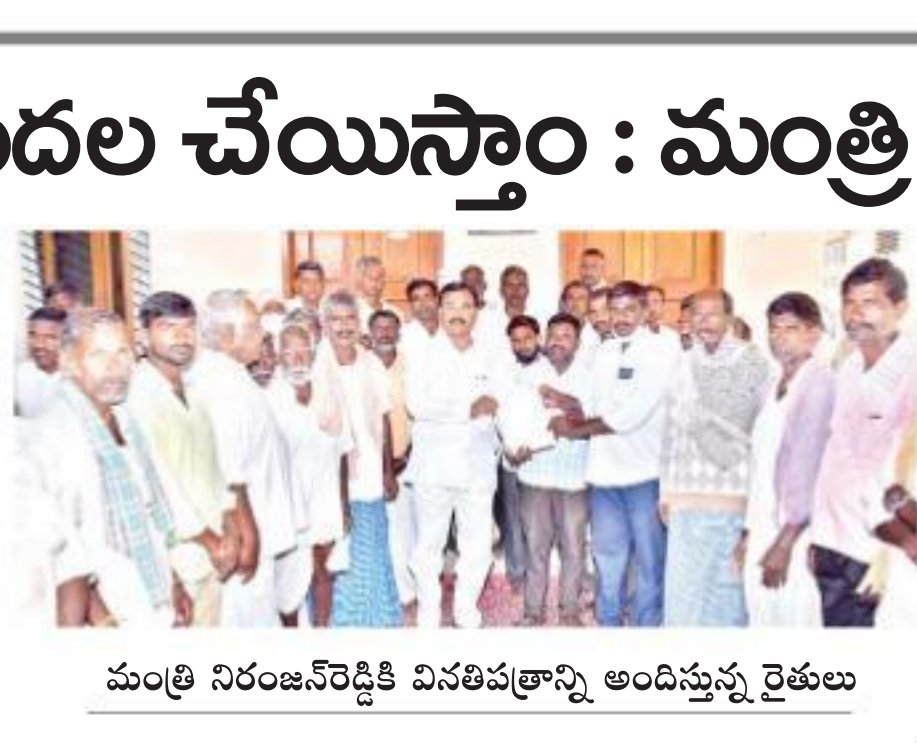 దల చేయిస్తాం : మంత్రి
మంత్రి నిరంజన్‌రెడ్డికి వినతిపత్రాన్ని అందిస్తున్న రైతులు